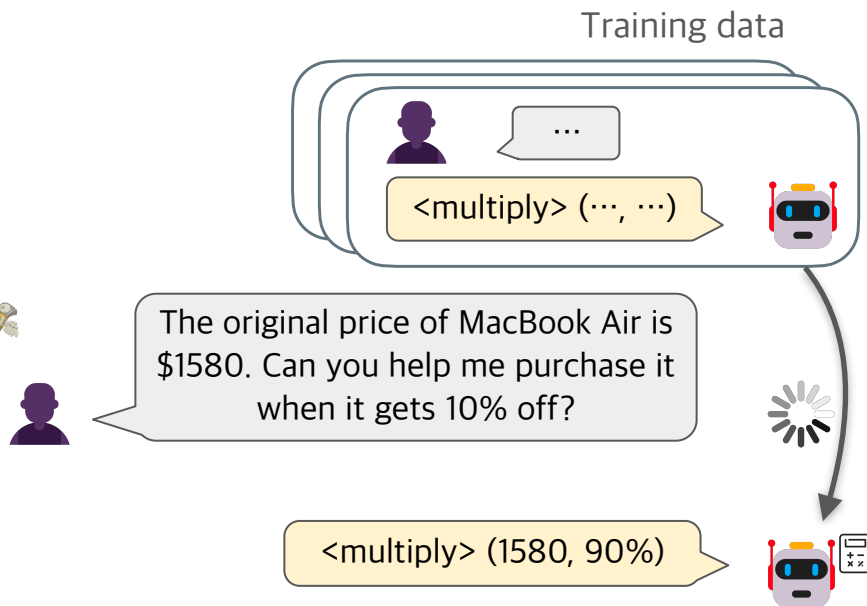 Training data
...
<multiply> (..., ...)
The original price of MacBook Air is
$1580. Can you help me purchase it
when it gets 10% off?
<multiply> (1580, 90%)